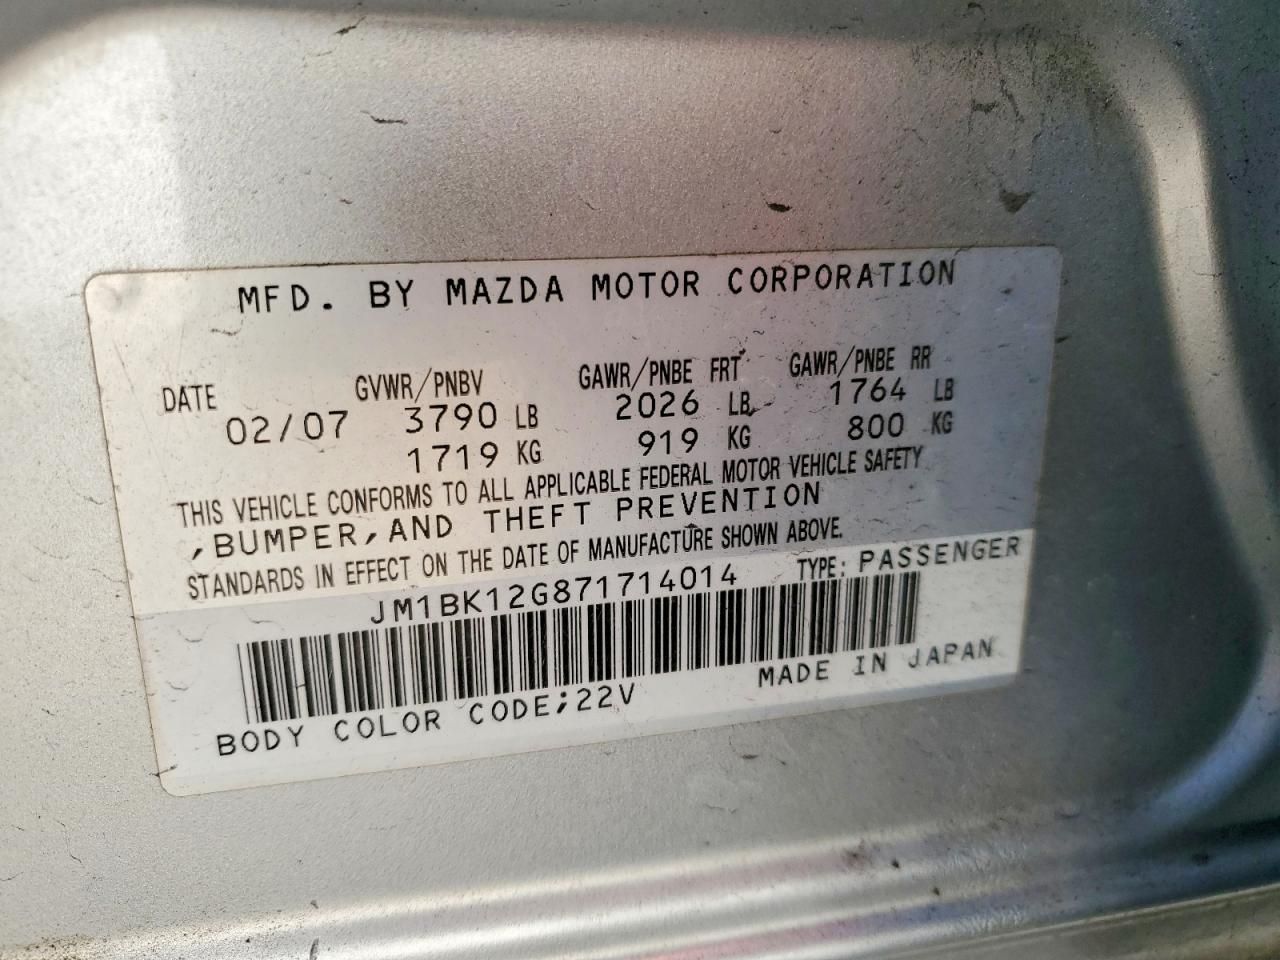 MFD. BY MAZDA MOTOR CORPORATION
DATE GVWR/PNBV GAWR/PNBE FRT GAWR/PNBE RR
02/07 3790 LB 2026 LB 1764 LB
1719 KG 919 KG 800 KG
THIS VEHICLE CONFORMS TO ALL APPLICABLE FEDERAL MOTOR VEHICLE SAFETY
,BUMPER,AND THEFT PREVENTION
STANDARDS IN EFFECT ON THE DATE OF MANUFACTURE SHOWN ABOVE.
JM1BK12G871714014 TYPE: PASSENGER
BODY COLOR CODE;22V MADE IN JAPAN